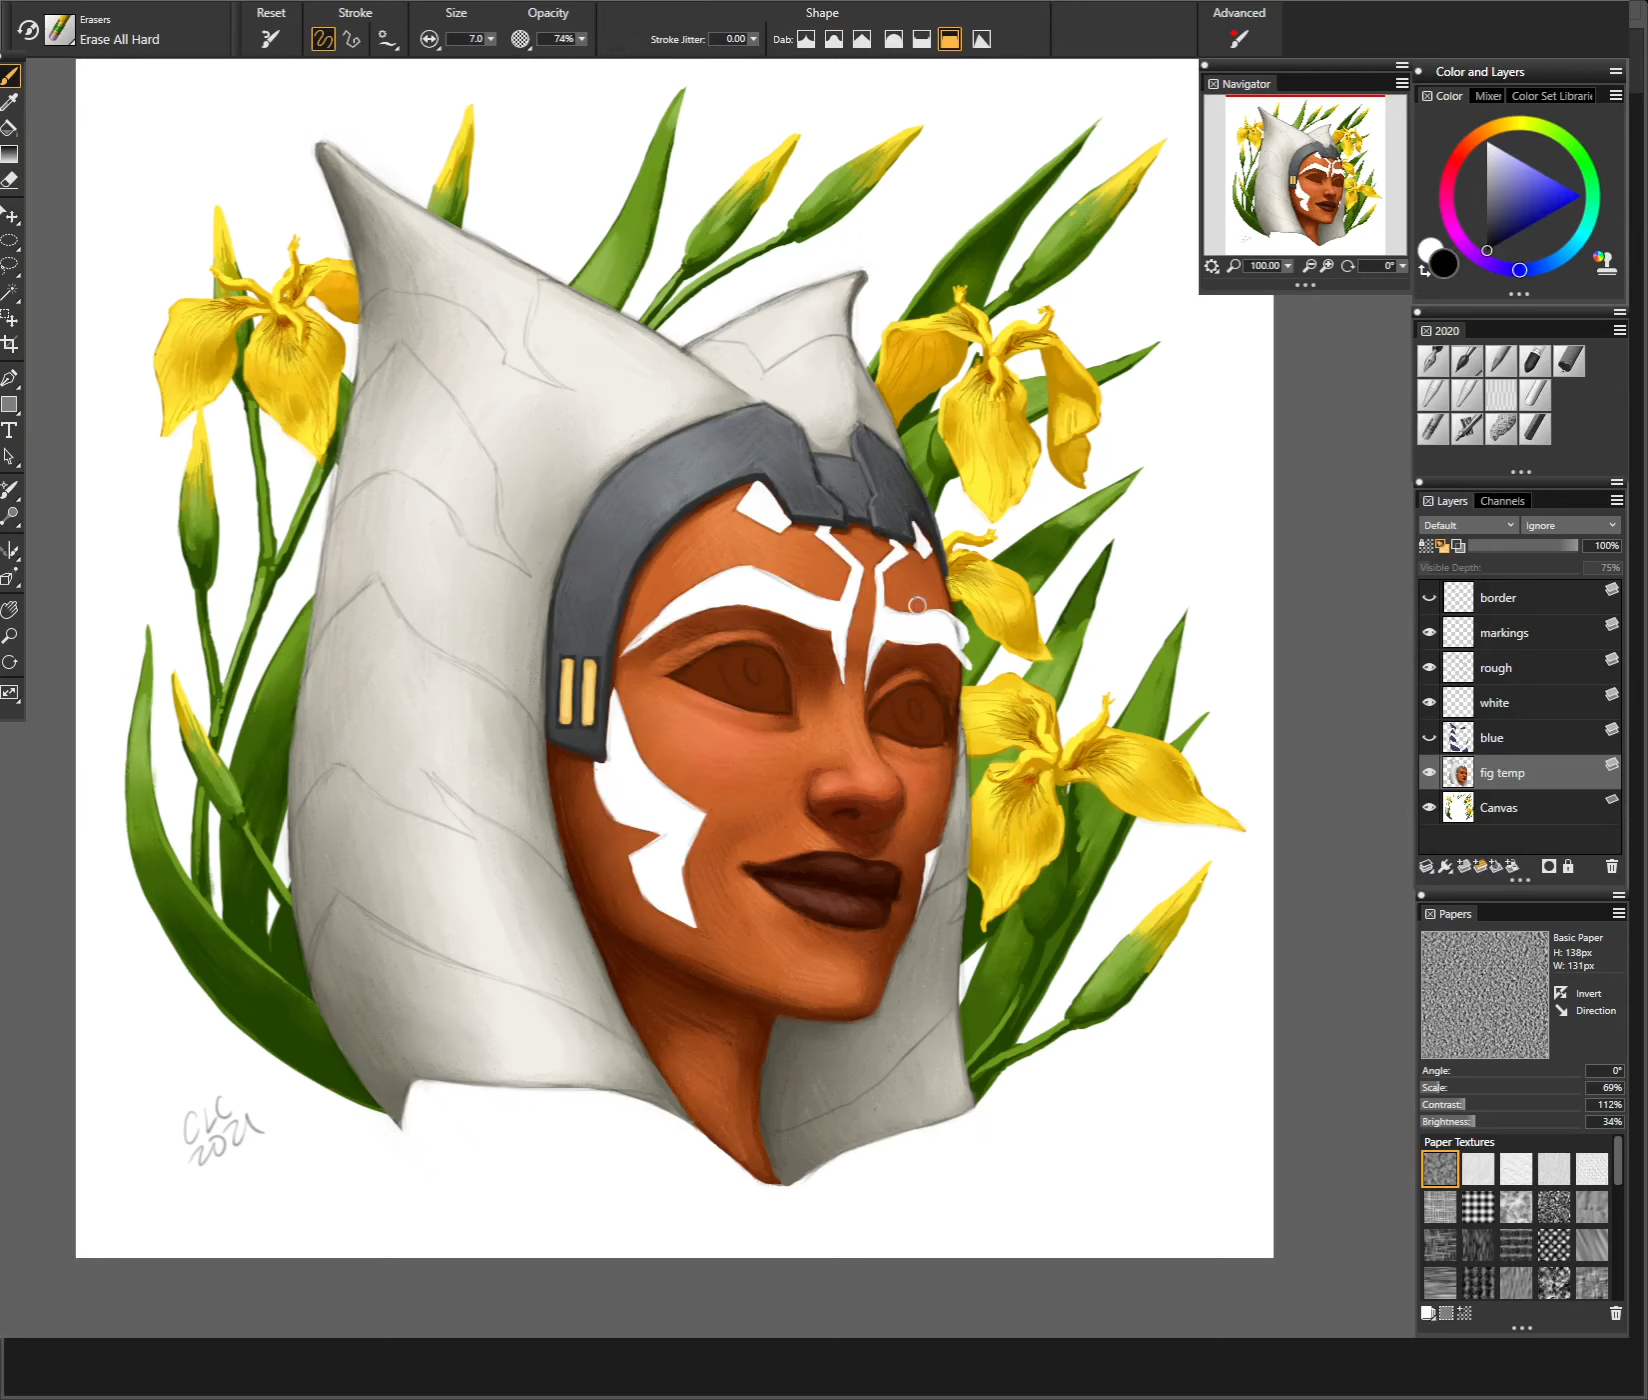 Erasers
Erase All Hard
Reset
Stroke
Size
7.0
Opacity
74%
Stroke Jitter: 0.00
Shape
Dab:
Advanced
Navigator
100.00
0°
Color and Layers
Color
Mixer
Color Set Librarie
2020
Layers
Channels
Default
Ignore
100%
Visible Depth: 75%
border
markings
rough
white
blue
fig temp
Canvas
Papers
Basic Paper
H: 138px
W: 131px
Invert
Direction
Angle: 0°
Scale: 69%
Contrast: 112%
Brightness: 34%
Paper Textures
CLC
2021